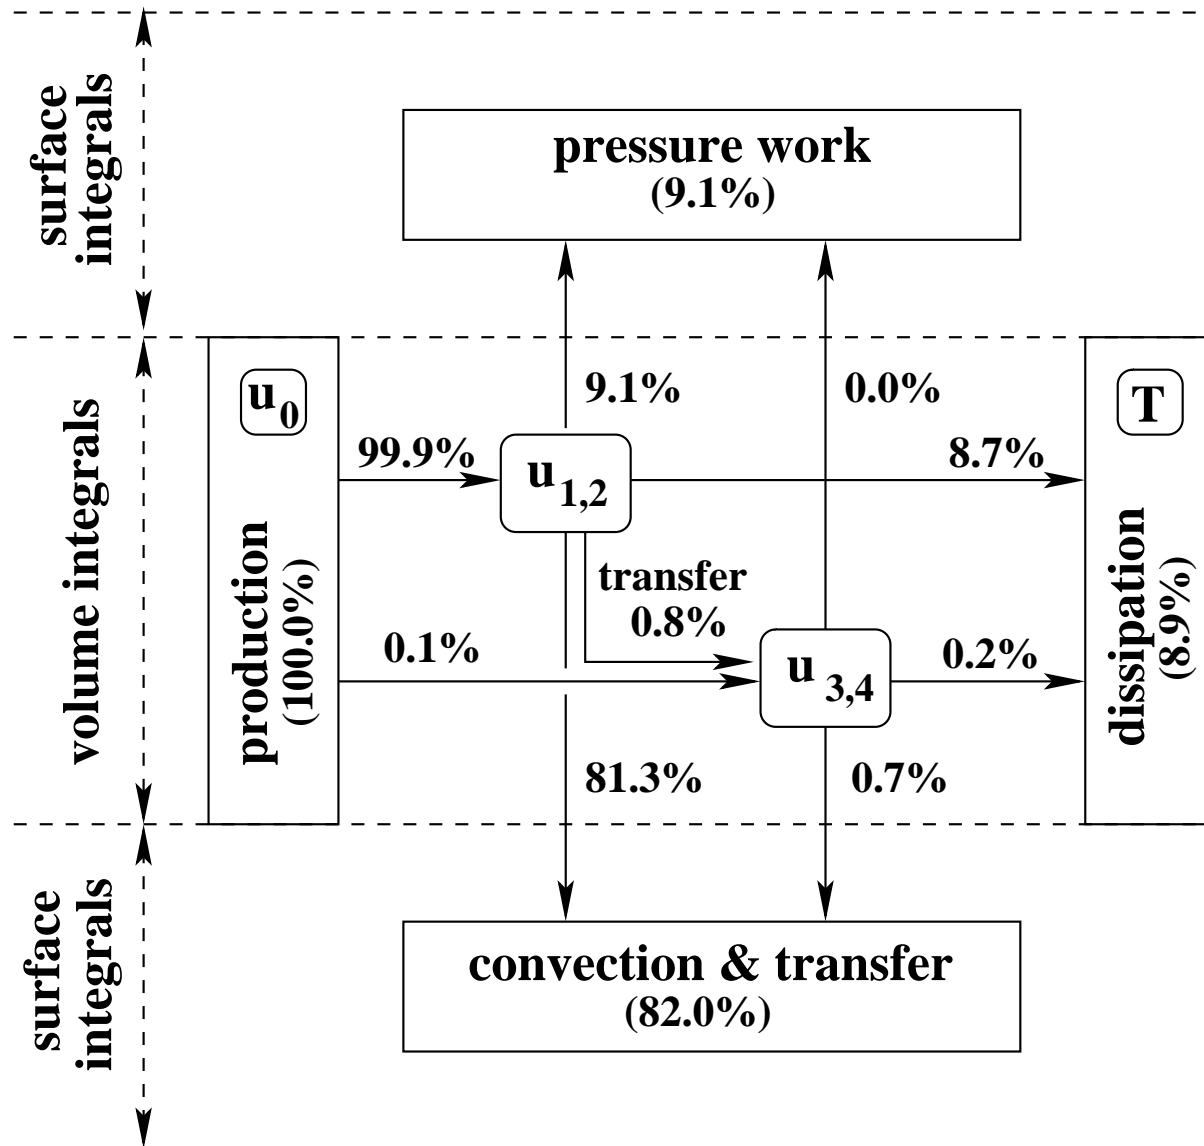 surface
integrals
pressure work
(9.1%)
volume integrals
u0
production
(100.0%)
99.9%
9.1%
0.0%
u1,2
8.7%
T
dissipation
(8.9%)
transfer
0.8%
0.1%
u3,4
0.2%
81.3%
0.7%
surface
integrals
convection & transfer
(82.0%)